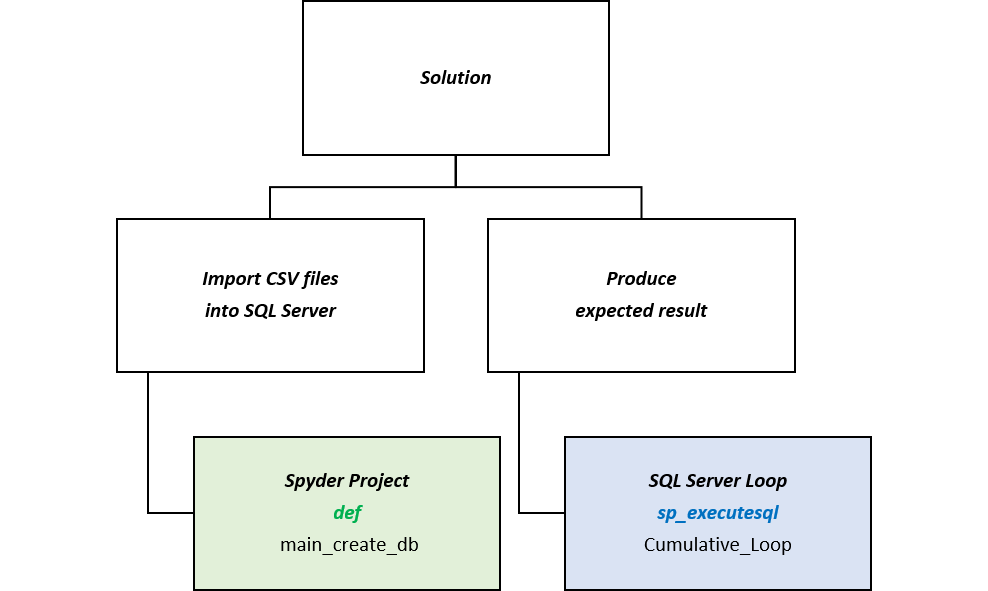 Solution
Import CSV files
into SQL Server
Produce
expected result
Spyder Project
def
main_create_db
SQL Server Loop
sp_executesql
Cumulative_Loop